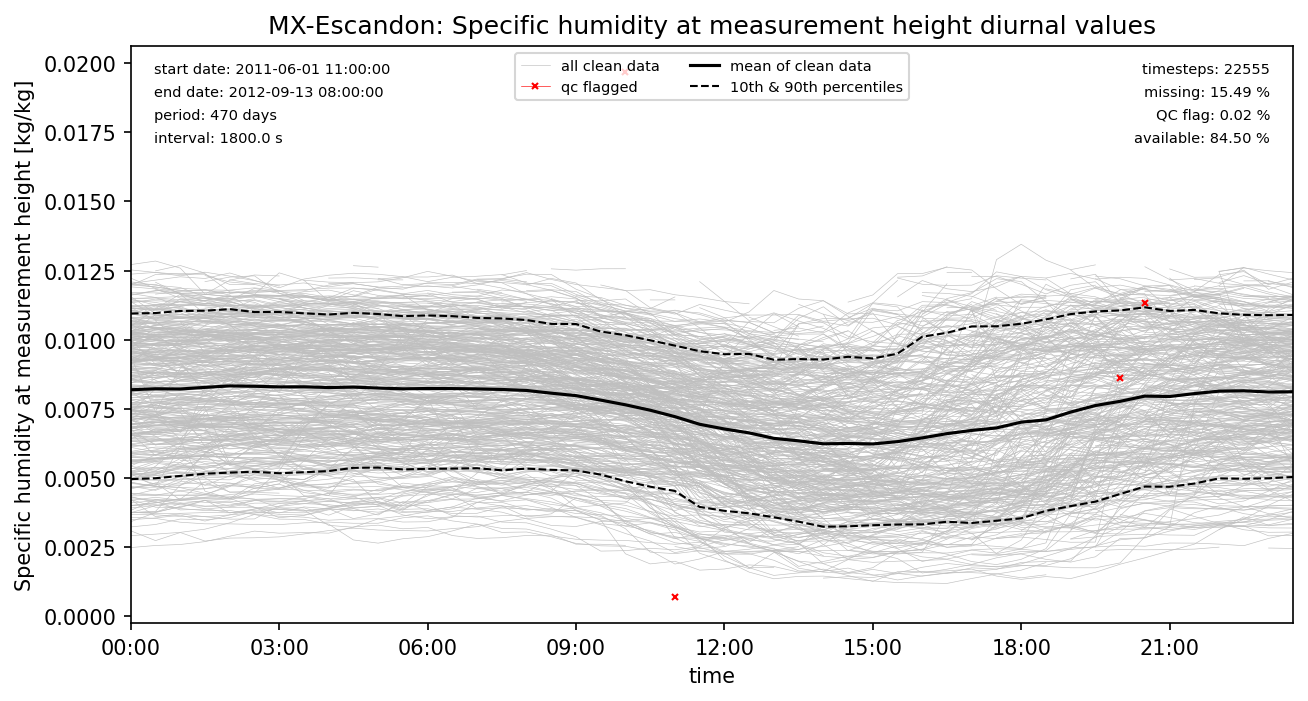 MX-Escandon: Specific humidity at measurement height diurnal values
start date: 2011-06-01 11:00:00
end date: 2012-09-13 08:00:00
period: 470 days
interval: 1800.0 s
all clean data
qc flagged
mean of clean data
10th & 90th percentiles
timesteps: 22555
missing: 15.49 %
QC flag: 0.02 %
available: 84.50 %
Specific humidity at measurement height [kg/kg]
0.0200
0.0175
0.0150
0.0125
0.0100
0.0075
0.0050
0.0025
0.0000
00:00 03:00 06:00 09:00 12:00 15:00 18:00 21:00
time